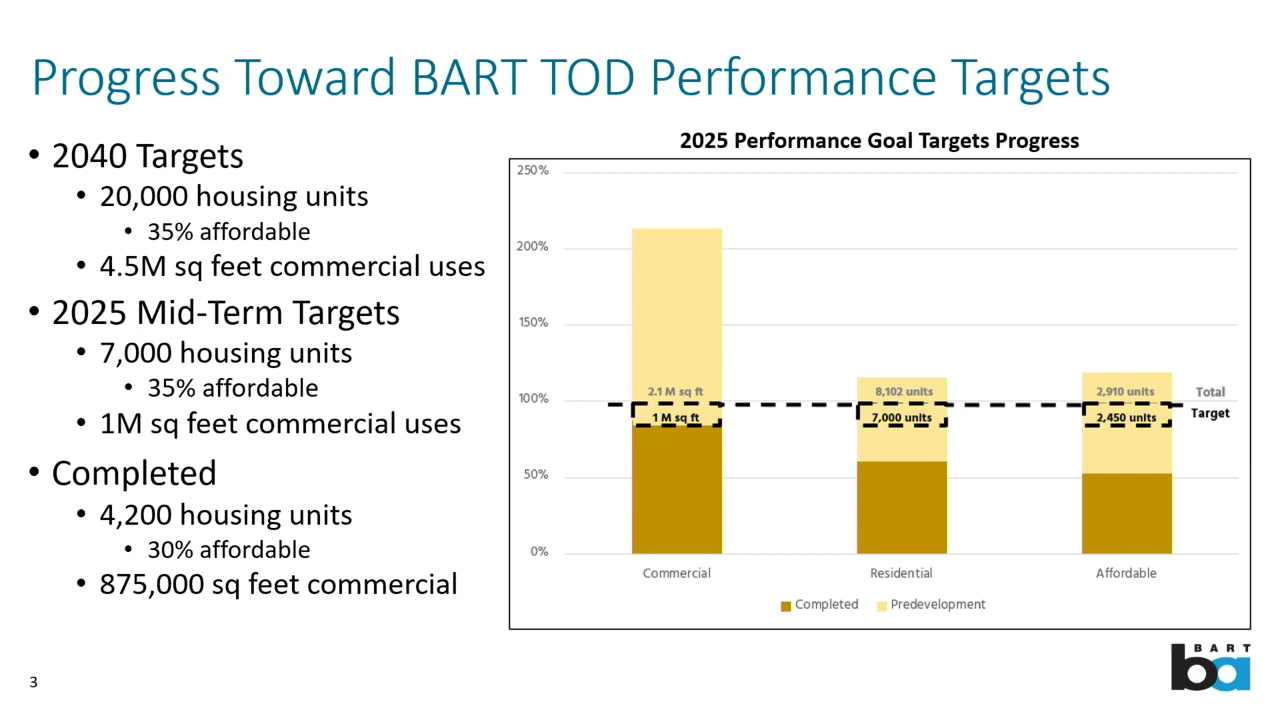 Progress Toward BART TOD Performance Targets
• 2040 Targets
• 20,000 housing units
• 35% affordable
• 4.5M sq feet commercial uses
• 2025 Mid-Term Targets
• 7,000 housing units
• 35% affordable
• 1M sq feet commercial uses
• Completed
• 4,200 housing units
• 30% affordable
• 875,000 sq feet commercial
2025 Performance Goal Targets Progress
250%
200%
150%
100%
50%
0%
2.1 M sq ft
8,102 units
2,910 units
Total
1 M sq ft
7,000 units
2,450 units
Target
Commercial
Residential
Affordable
Completed
Predevelopment
3
BART
ba